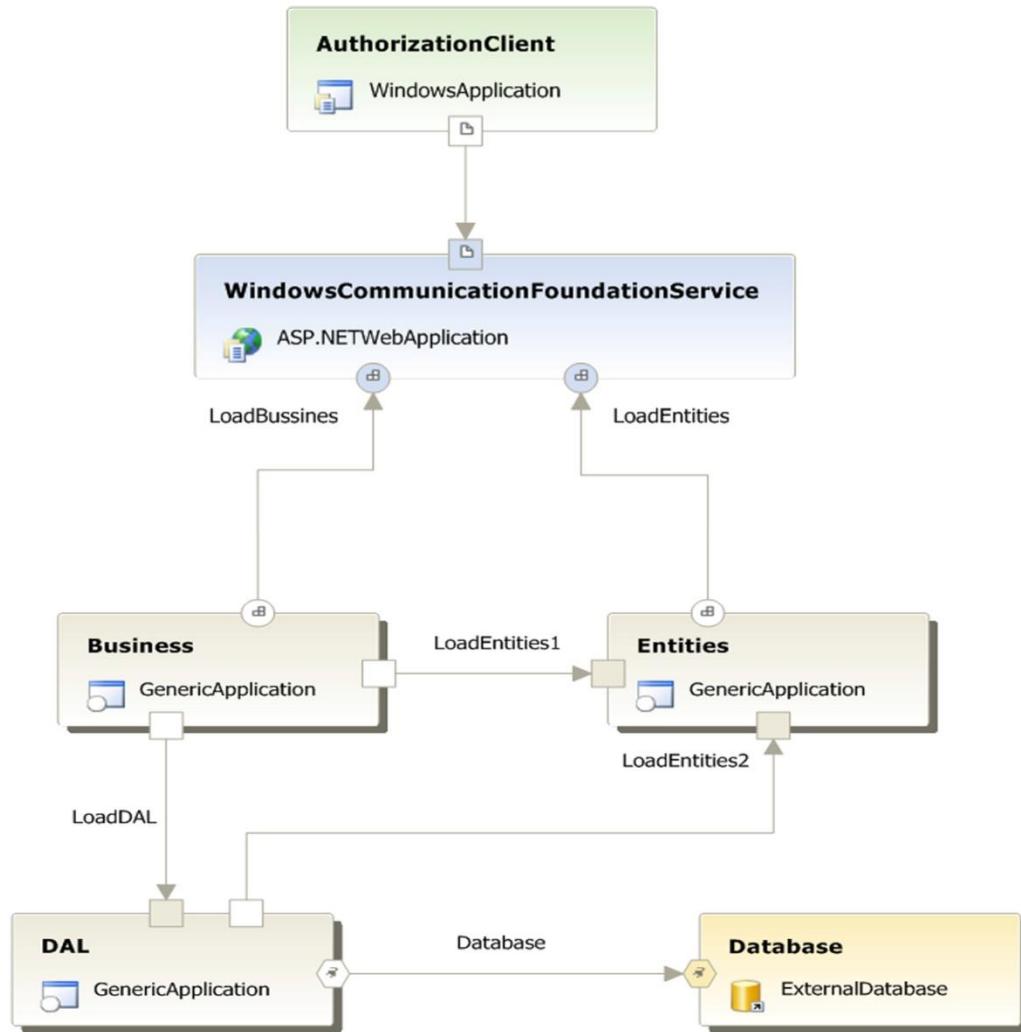 AuthorizationClient
WindowsApplication
WindowsCommunicationFoundationService
ASP.NETWebApplication
LoadBussines
LoadEntities
Business
GenericApplication
LoadEntities1
Entities
GenericApplication
LoadEntities2
LoadDAL
DAL
GenericApplication
Database
Database
ExternalDatabase